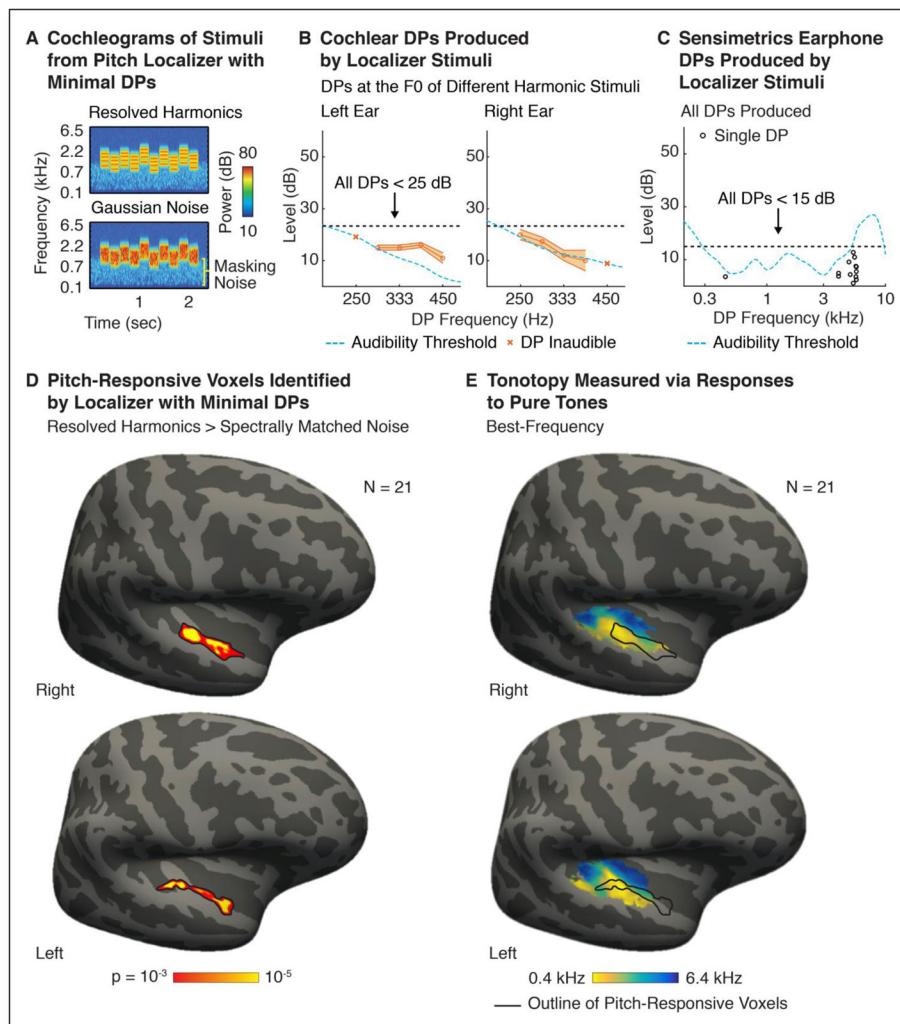 A Cochleograms of Stimuli
from Pitch Localizer with
Minimal DPs
Resolved Harmonics
6.5
2.2
0.7
0.1
Gaussian Noise
6.5
2.2
0.7
0.1
Frequency (kHz)
80
Power (dB)
10
Masking
Noise
1 2
Time (sec)
B Cochlear DPs Produced
by Localizer Stimuli
DPs at the F0 of Different Harmonic Stimuli
Left Ear Right Ear
50
30
10
Level (dB)
All DPs < 25 dB
50
30
10
250 333 450 250 333 450
DP Frequency (Hz)
Audibility Threshold DP Inaudible
C Sensimetrics Earphone
DPs Produced by
Localizer Stimuli
All DPs Produced
Single DP
50
30
10
Level (dB)
All DPs < 15 dB
0.3 1 3 10
DP Frequency (kHz)
Audibility Threshold
D Pitch-Responsive Voxels Identified
by Localizer with Minimal DPs
Resolved Harmonics > Spectrally Matched Noise
N = 21
Right
Left
p = 10⁻³ 10⁻⁵
E Tonotopy Measured via Responses
to Pure Tones
Best-Frequency
N = 21
Right
Left
0.4 kHz 6.4 kHz
Outline of Pitch-Responsive Voxels